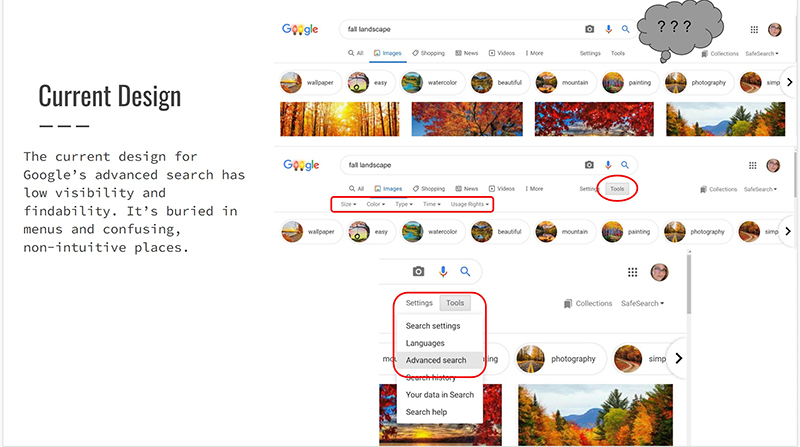 Current Design
The current design for
Google's advanced search has
low visibility and
findability. It's buried in
menus and confusing,
non-intuitive places.
Google
fall landscape
? ? ?
All Images Shopping News Videos More Settings Tools Collections SafeSearch
wallpaper easy watercolor beautiful mountain painting photography simp
Google
fall landscape
All Images Shopping News Videos More Settings Tools Collections SafeSearch
Size Color Type Time Usage Rights
wallpaper easy watercolor beautiful mountain painting photography simp
Settings Tools Collections SafeSearch
Search settings
Languages
mou Advanced search nting photography simp
Search history
Your data in Search
Search help